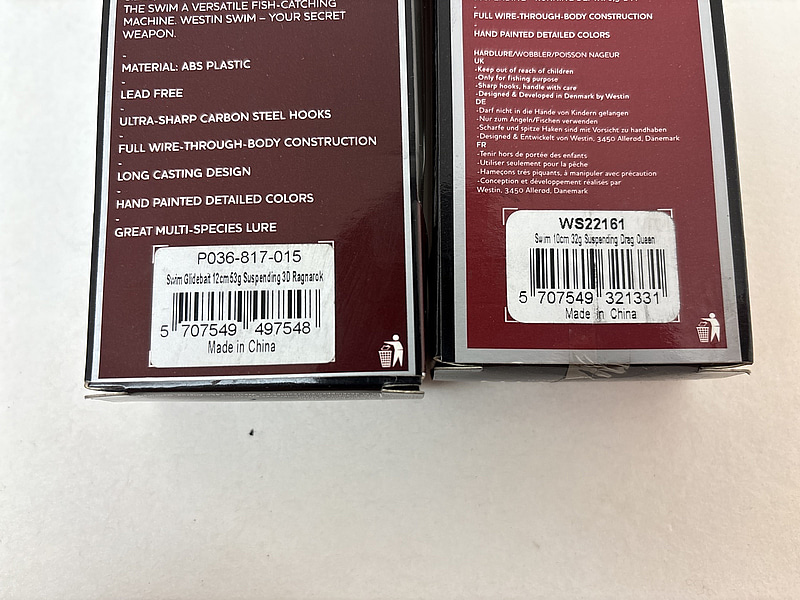 THE SWIM A VERSATILE FISH-CATCHING
MACHINE. WESTIN SWIM – YOUR SECRET
WEAPON.
-
MATERIAL: ABS PLASTIC
-
LEAD FREE
-
ULTRA-SHARP CARBON STEEL HOOKS
-
FULL WIRE-THROUGH-BODY CONSTRUCTION
-
LONG CASTING DESIGN
-
HAND PAINTED DETAILED COLORS
-
GREAT MULTI-SPECIES LURE
P036-817-015
Swim Glidebait 12cm 53g Suspending 3D Ragnarok
5 707549 497548
Made in China
FULL WIRE-THROUGH-BODY CONSTRUCTION
-
HAND PAINTED DETAILED COLORS
HARDLURE/WOBBLER/POISSON NAGEUR
UK
-Keep out of reach of children
-Only for fishing purpose
-Sharp hooks, handle with care
-Designed & Developed in Denmark by Westin
DE
-Darf nicht in die Hände von Kindern gelangen
-Nur zum Angeln/Fischen verwenden
-Scharfe und spitze Haken sind mit Vorsicht zu handhaben
-Designed & Entwickelt von Westin, 3450 Allerod, Dänemark
FR
-Tenir hors de portée des enfants
-Utiliser seulement pour la pêche
-Hameçons trés piquants, à manipuler avec précaution
-Conception et développement réalisés par
Westin, 3450 Allerod, Danemark
WS22161
Swim 10cm 32g Suspending Drag Queen
5 707549 321331
Made in China